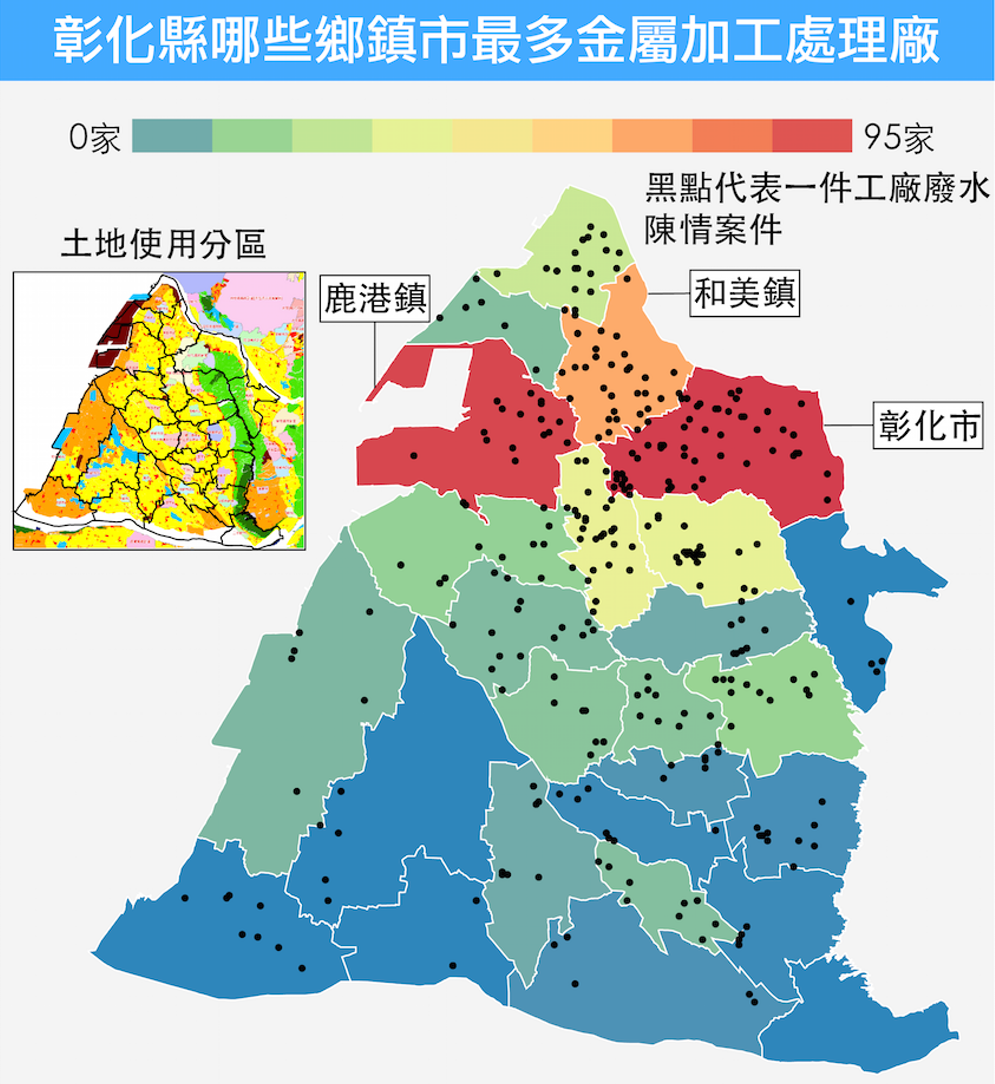 彰化縣哪些鄉鎮市最多金屬加工處理廠
0家
95家
黑點代表一件工廠廢水
陳情案件
土地使用分區
鹿港鎮
和美鎮
彰化市